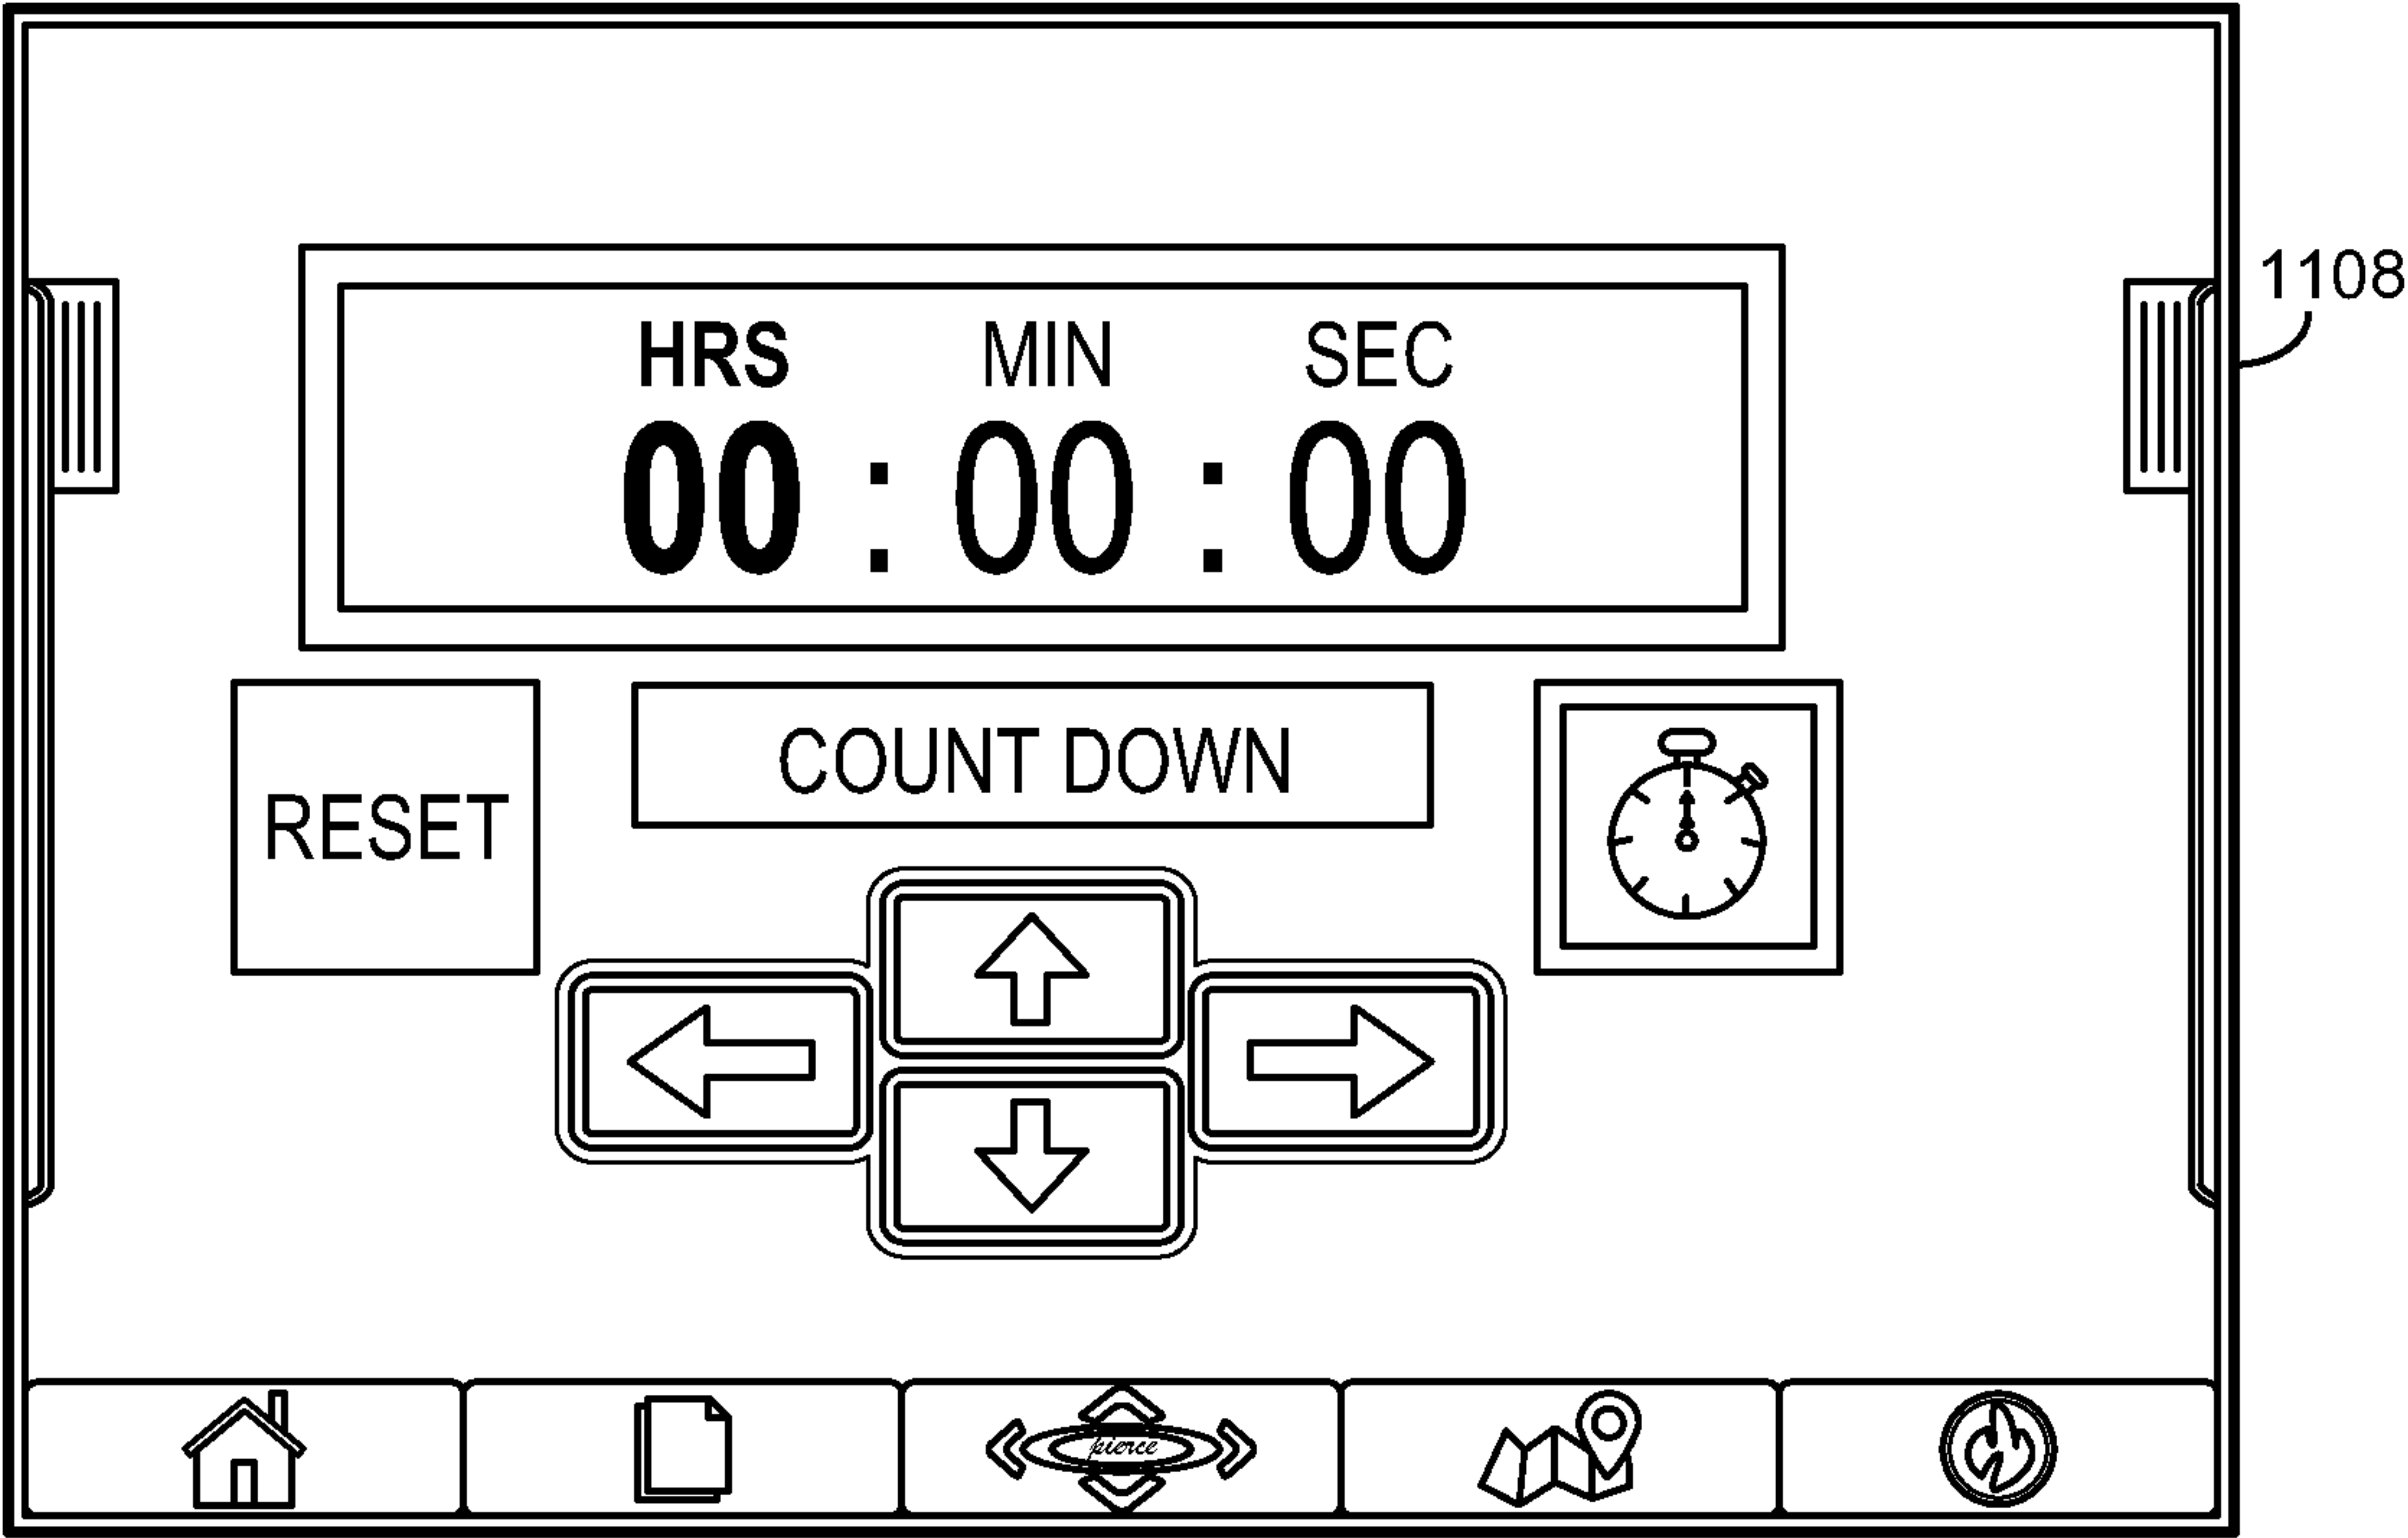 1108
HRS MIN SEC
00 : 00 : 00
RESET
COUNT DOWN
pierce